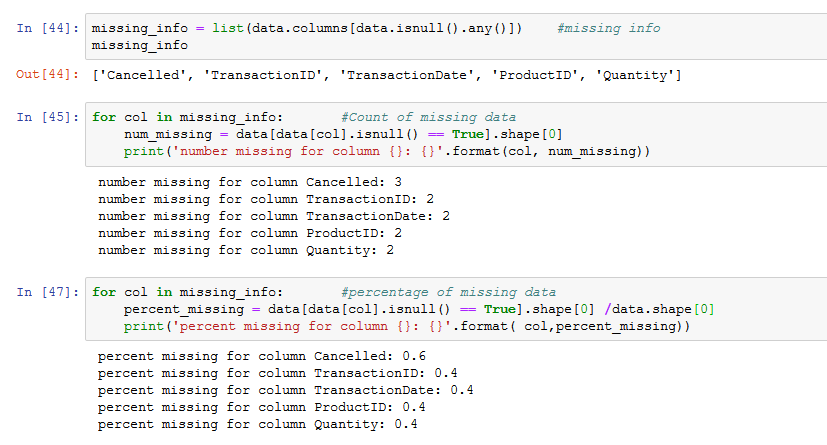 In [44]: missing_info = list(data.columns[data.isnull().any()])    #missing info
missing_info
Out[44]: ['Cancelled', 'TransactionID', 'TransactionDate', 'ProductID', 'Quantity']
In [45]: for col in missing_info:       #Count of missing data
    num_missing = data[data[col].isnull() == True].shape[0]
    print('number missing for column {}: {}'.format(col, num_missing))
number missing for column Cancelled: 3
number missing for column TransactionID: 2
number missing for column TransactionDate: 2
number missing for column ProductID: 2
number missing for column Quantity: 2
In [47]: for col in missing_info:       #percentage of missing data
    percent_missing = data[data[col].isnull() == True].shape[0] /data.shape[0]
    print('percent missing for column {}: {}'.format( col,percent_missing))
percent missing for column Cancelled: 0.6
percent missing for column TransactionID: 0.4
percent missing for column TransactionDate: 0.4
percent missing for column ProductID: 0.4
percent missing for column Quantity: 0.4